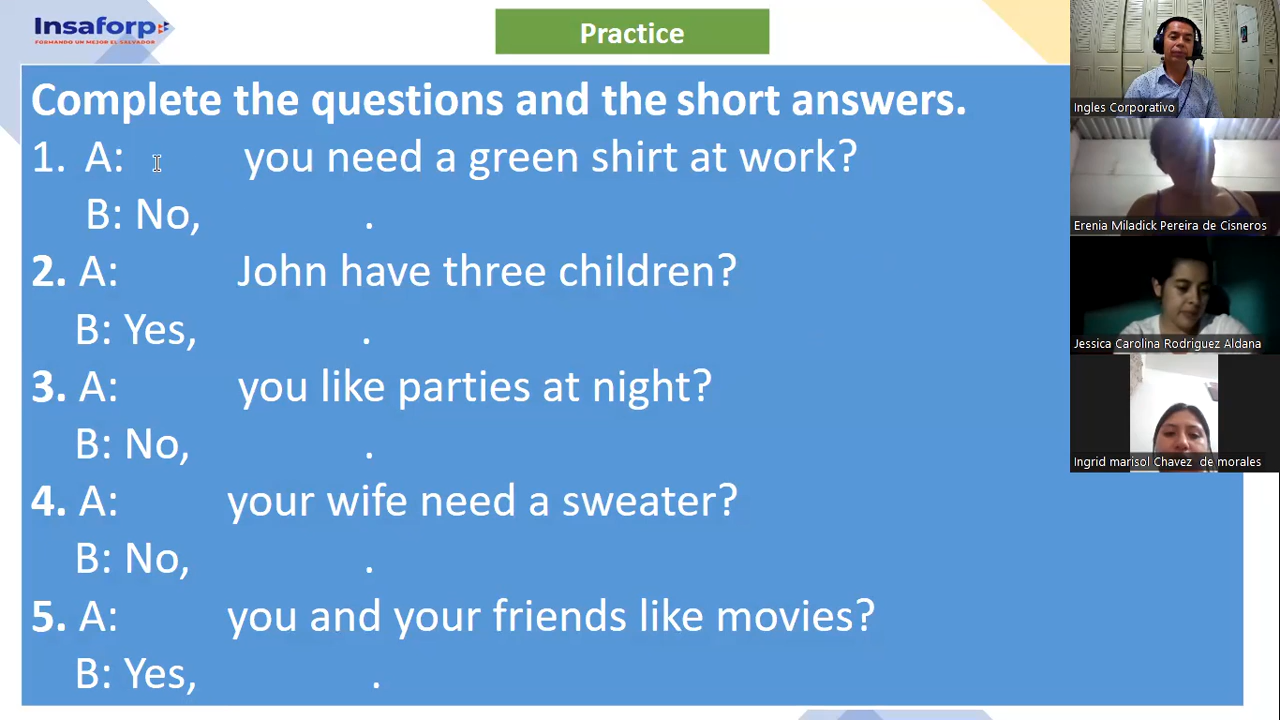 Insaforp
FORMANDO UN MEJOR EL SALVADOR
Practice
Complete the questions and the short answers.
1. A: you need a green shirt at work?
B: No, .
2. A: John have three children?
B: Yes, .
3. A: you like parties at night?
B: No, .
4. A: your wife need a sweater?
B: No, .
5. A: you and your friends like movies?
B: Yes, .
Ingles Corporativo
Erenia Miladick Pereira de Cisneros
Jessica Carolina Rodriguez Aldana
Ingrid marisol Chavez de morales